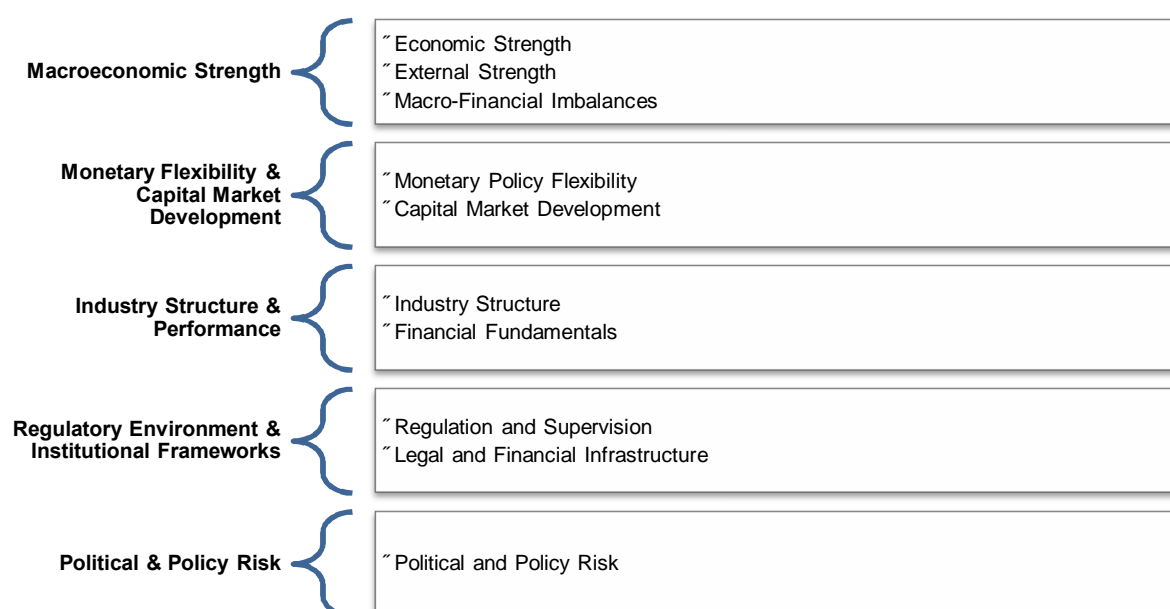 Macroeconomic Strength
˝ Economic Strength
˝ External Strength
˝ Macro-Financial Imbalances
Monetary Flexibility &
Capital Market
Development
˝ Monetary Policy Flexibility
˝ Capital Market Development
Industry Structure &
Performance
˝ Industry Structure
˝ Financial Fundamentals
Regulatory Environment &
Institutional Frameworks
˝ Regulation and Supervision
˝ Legal and Financial Infrastructure
Political & Policy Risk
˝ Political and Policy Risk